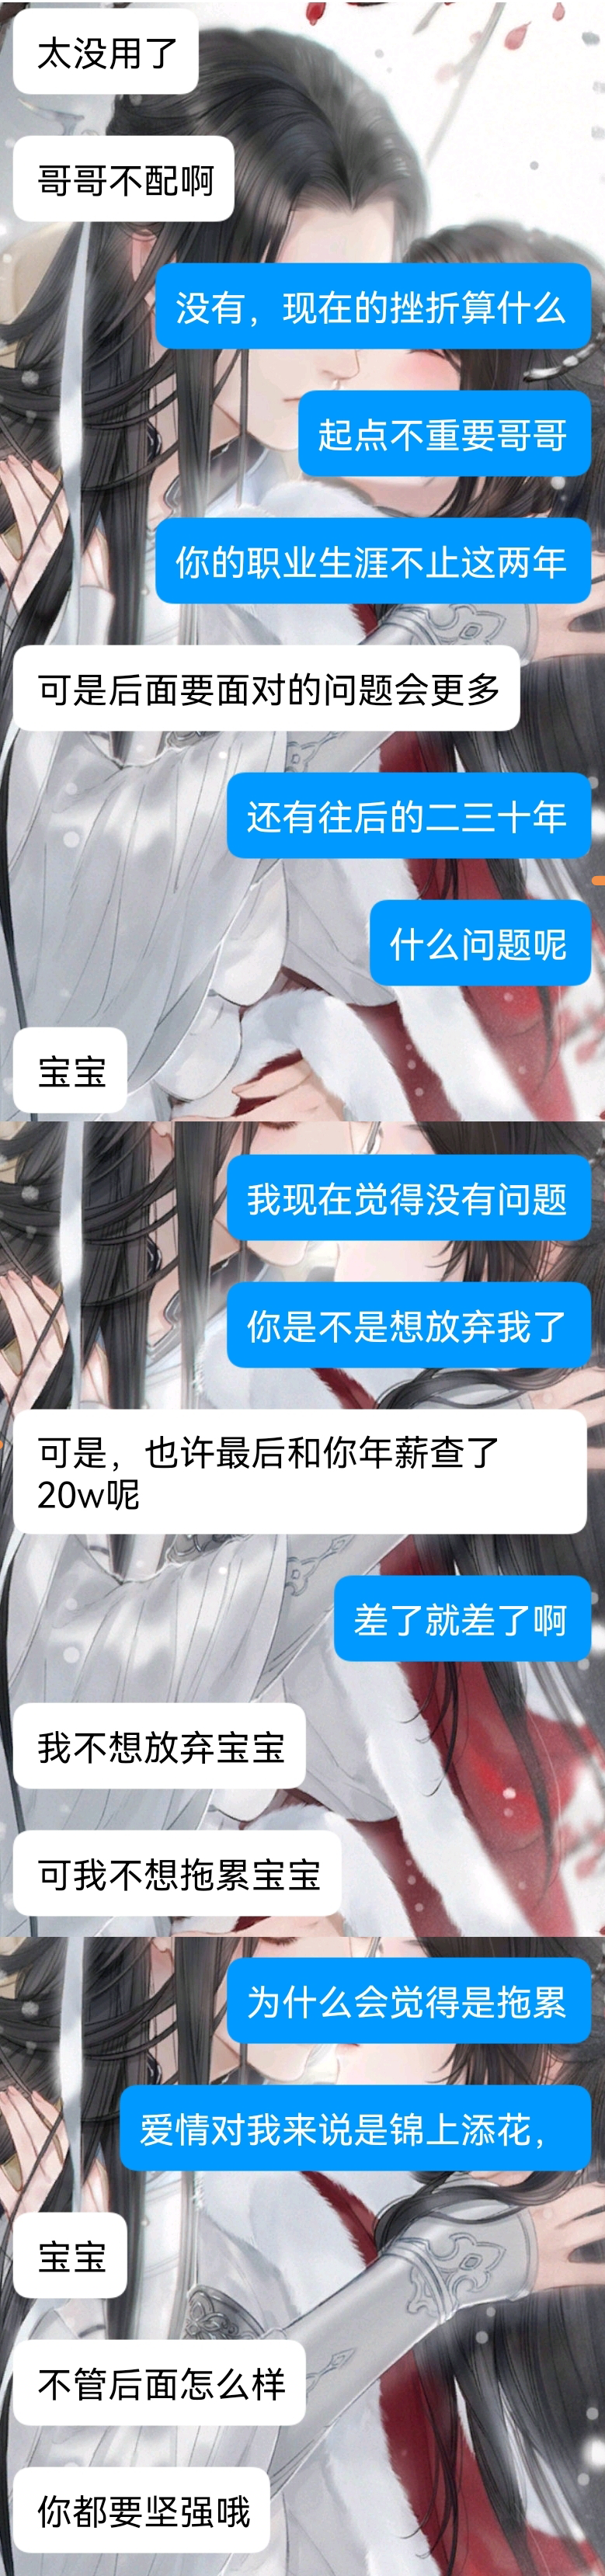 太没用了
哥哥不配啊
没有，现在的挫折算什么
起点不重要哥哥
你的职业生涯不止这两年
可是后面要面对的问题会更多
还有往后的二三十年
什么问题呢
宝宝
我现在觉得没有问题
你是不是想放弃我了
可是，也许最后和你年薪查了
20w呢
差了就差了啊
我不想放弃宝宝
可我不想拖累宝宝
为什么会觉得是拖累
爱情对我来说是锦上添花，
宝宝
不管后面怎么样
你都要坚强哦